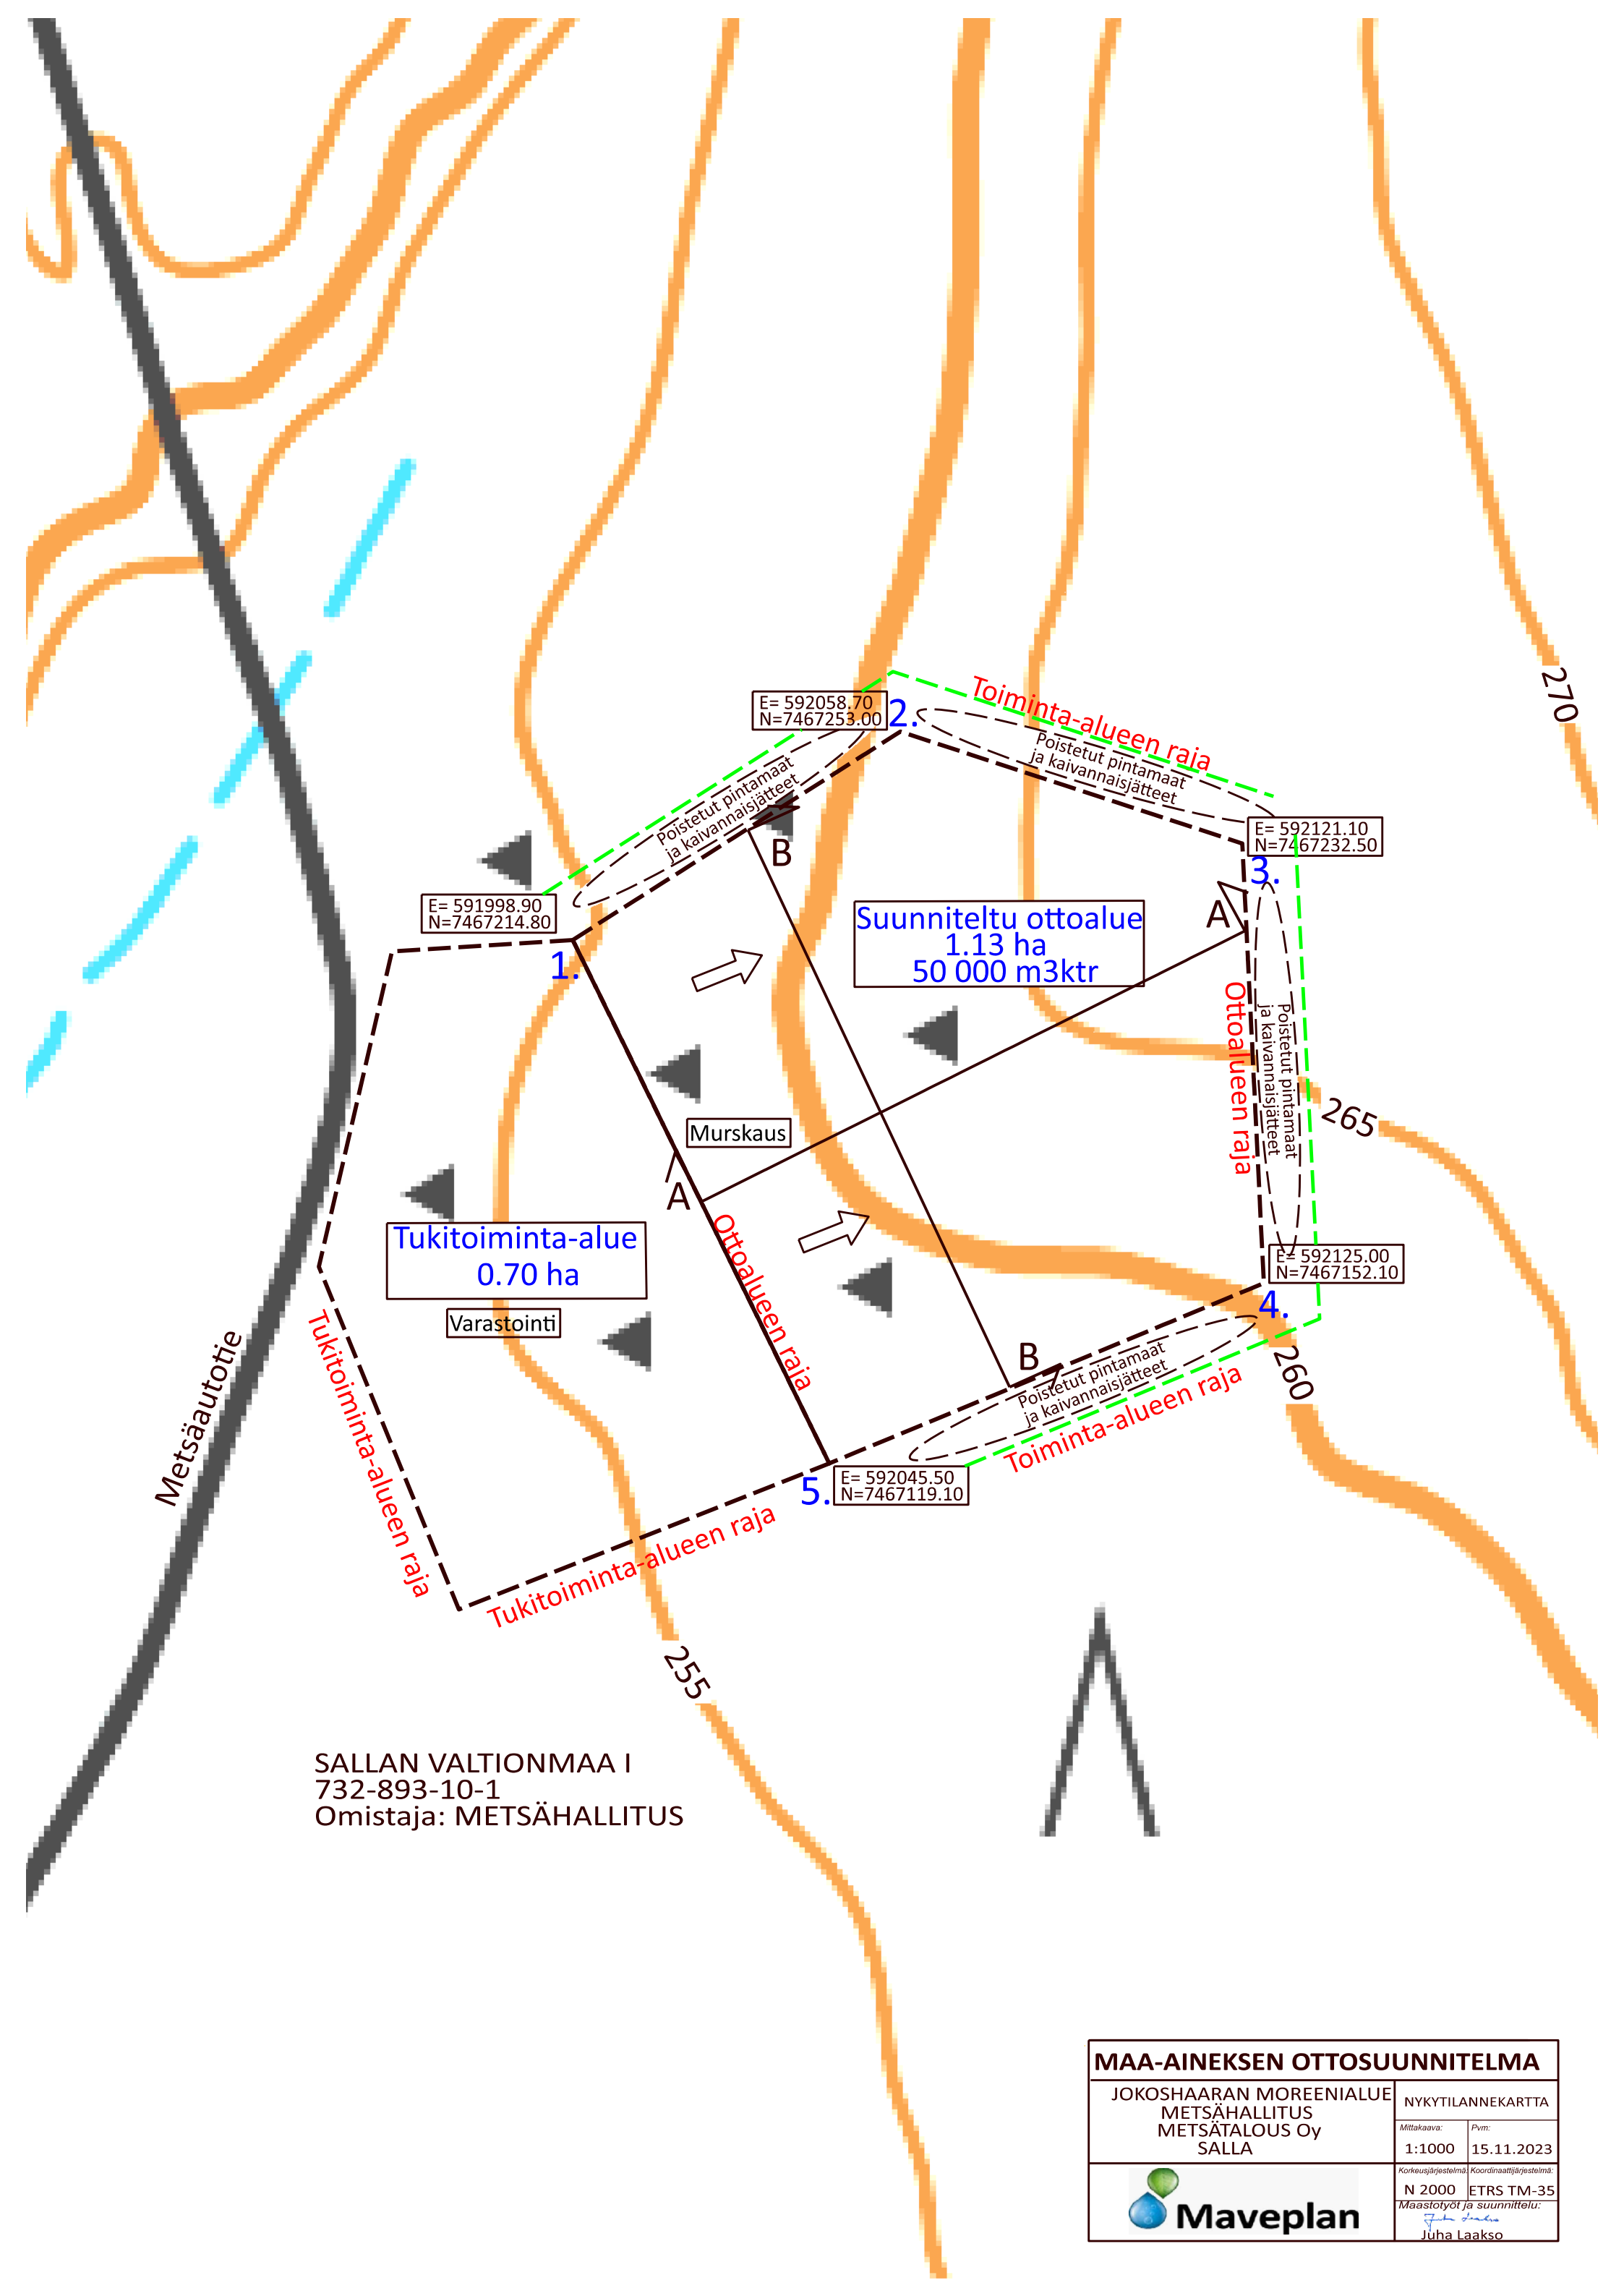 270
Toiminta-alueen raja
E= 592058.70
N=7467253.00
2.
Poistetut pintamaat
ja kaivannaisjätteet
Poistetut pintamaat
ja kaivannaisjätteet
E= 592121.10
N=7467232.50
3.
B
A
E= 591998.90
N=7467214.80
1.
Suunniteltu ottoalue
1.13 ha
50 000 m3ktr
Ottoalueen raja
Poistetut pintamaat
ja kaivannaisjätteet
265
Murskaus
A
Ottoalueen raja
Tukitoiminta-alue
0.70 ha
Varastointi
E= 592125.00
N=7467152.10
4.
260
B
Poistetut pintamaat
ja kaivannaisjätteet
Toiminta-alueen raja
Metsäautotie
Tukitoiminta-alueen raja
5.
E= 592045.50
N=7467119.10
Tukitoiminta-alueen raja
255
SALLAN VALTIONMAA I
732-893-10-1
Omistaja: METSÄHALLITUS
MAA-AINEKSEN OTTOSUUNNITELMA
JOKOSHAARAN MOREENIALUE
METSÄHALLITUS
METSÄTALOUS Oy
SALLA
NYKYTILANNEKARTTA
Mittakaava:
1:1000
Pvm:
15.11.2023
Korkeusjärjestelmä:
N 2000
Koordinaattijärjestelmä:
ETRS TM-35
Maastotyöt ja suunnittelu:
Juha Laakso
Juha Laakso
Maveplan